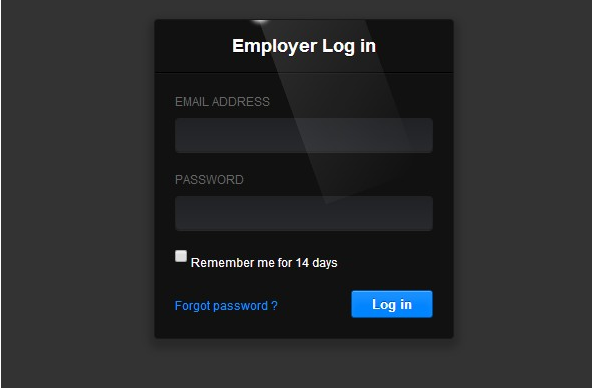 Employer Log in
EMAIL ADDRESS
PASSWORD
Remember me for 14 days
Forgot password ?
Log in